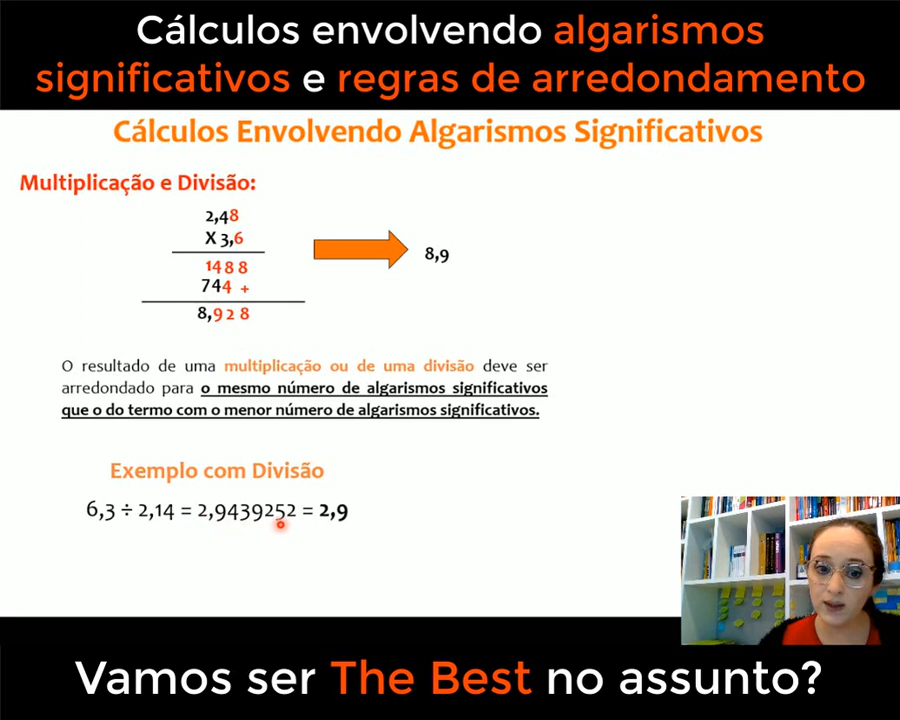 Cálculos envolvendo algarismos
significativos e regras de arredondamento
Cálculos Envolvendo Algarismos Significativos
Multiplicação e Divisão:
2,48
X 3,6
1488
744 +
8,928
8,9
O resultado de uma multiplicação ou de uma divisão deve ser
arredondado para o mesmo número de algarismos significativos
que o do termo com o menor número de algarismos significativos.
Exemplo com Divisão
6,3 ÷ 2,14 = 2,9439252 = 2,9
Vamos ser The Best no assunto?